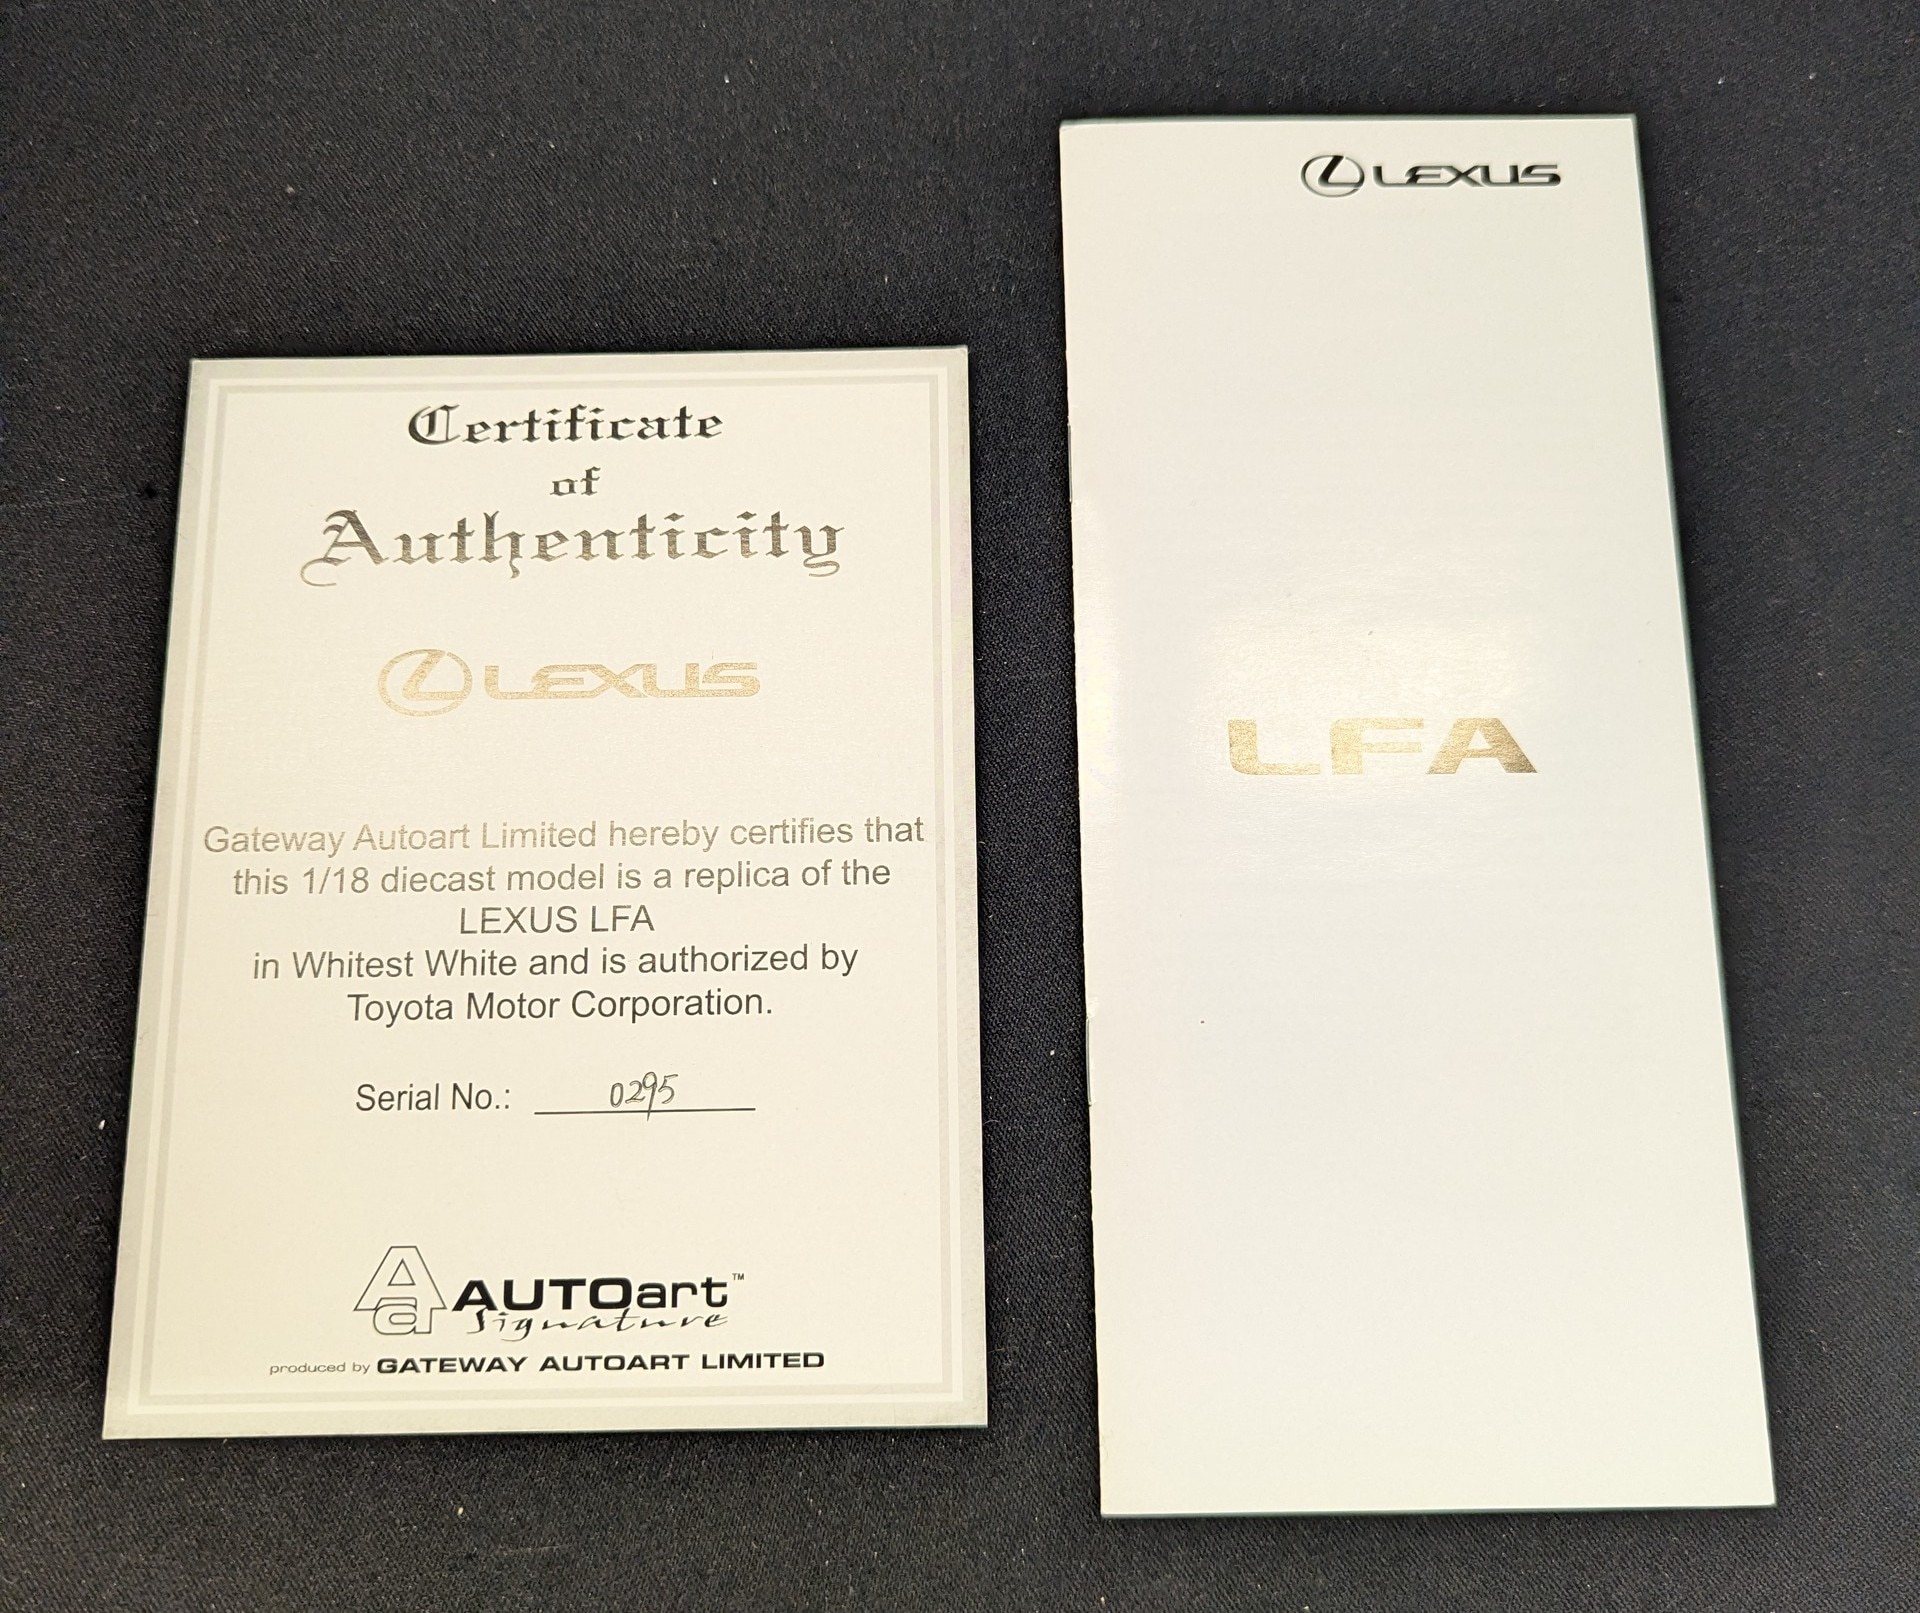 Certificate
of
Authenticity
LEXUS
Gateway Autoart Limited hereby certifies that
this 1/18 diecast model is a replica of the
LEXUS LFA
in Whitest White and is authorized by
Toyota Motor Corporation.
Serial No.: 0295
Aa AUTOart™
Signature
produced by GATEWAY AUTOART LIMITED
LEXUS
LFA